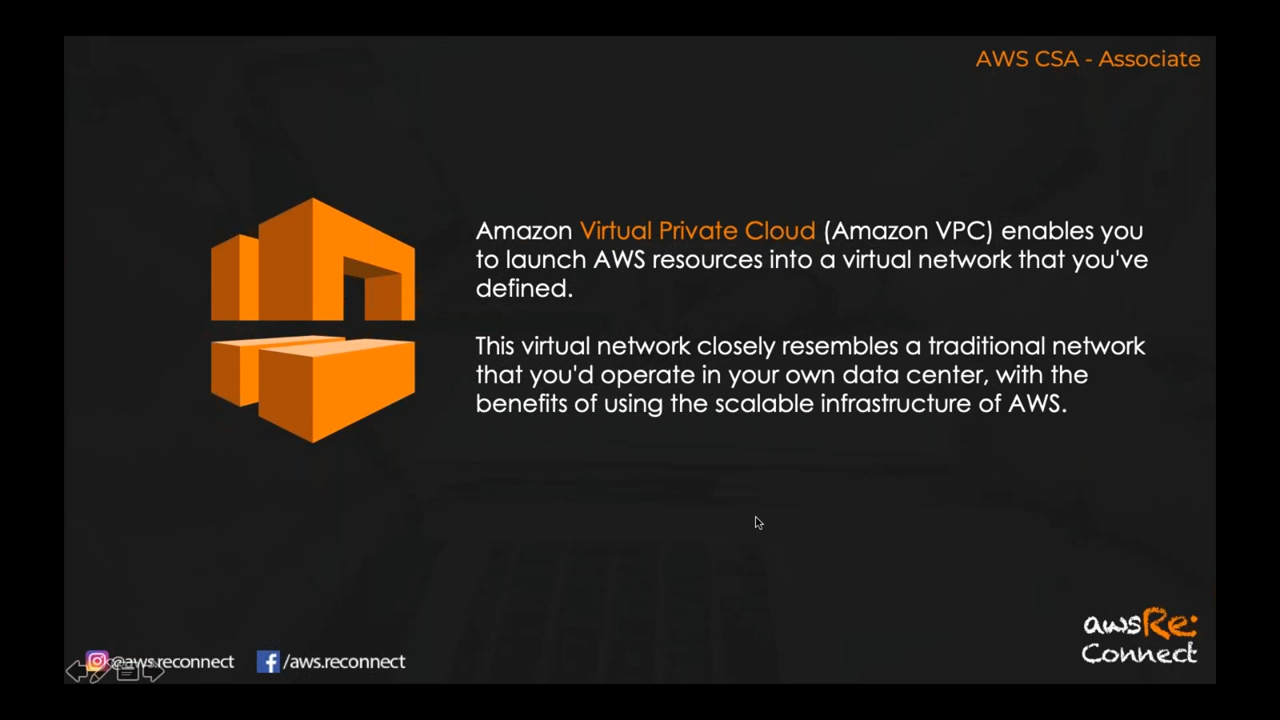 AWS CSA - Associate
Amazon Virtual Private Cloud (Amazon VPC) enables you
to launch AWS resources into a virtual network that you've
defined.
This virtual network closely resembles a traditional network
that you'd operate in your own data center, with the
benefits of using the scalable infrastructure of AWS.
@aws.reconnect
/aws.reconnect
awsRe:
Connect